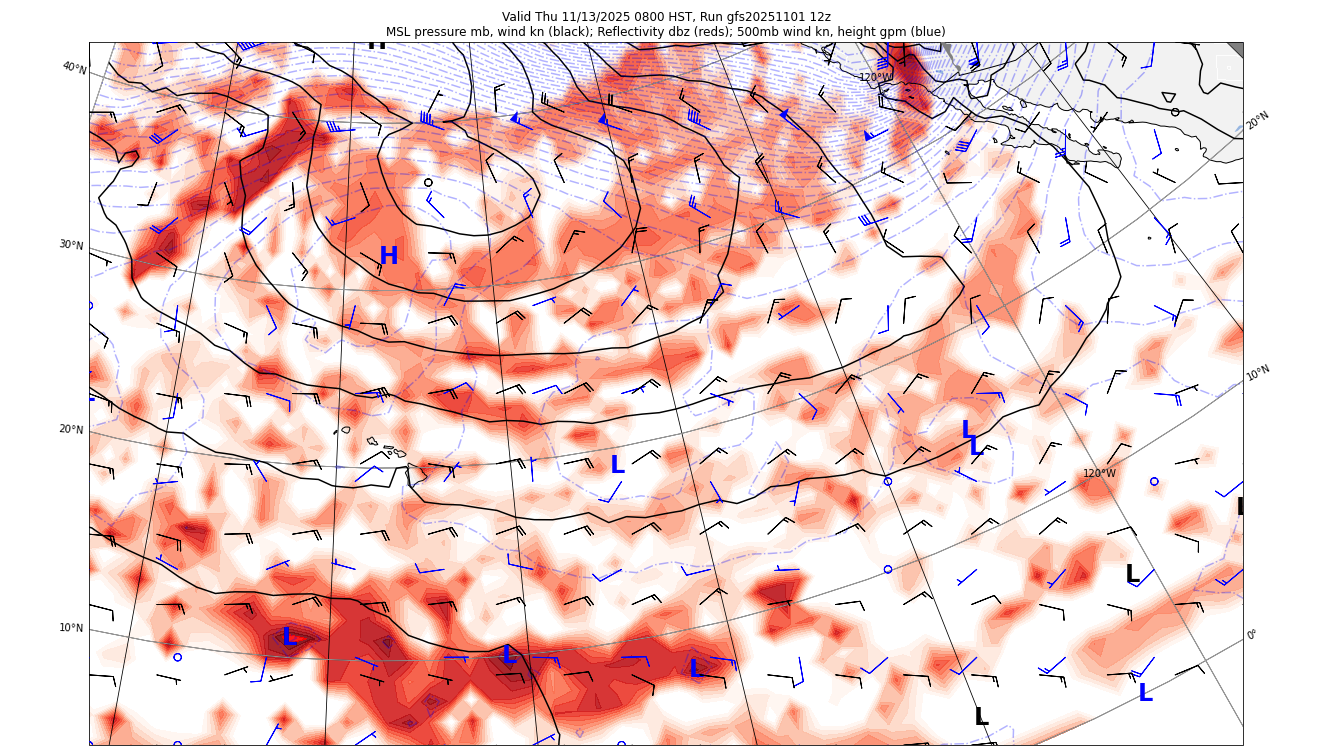 Valid Thu 11/13/2025 0800 HST, Run gfs20251101 12z
MSL pressure mb, wind kn (black); Reflectivity dbz (reds); 500mb wind kn, height gpm (blue)
H
40°N
120°W
20°N
30°N
H
10°N
20°N
L
L
L
120°W
L
L
10°N
0°
L
L
L
L
L